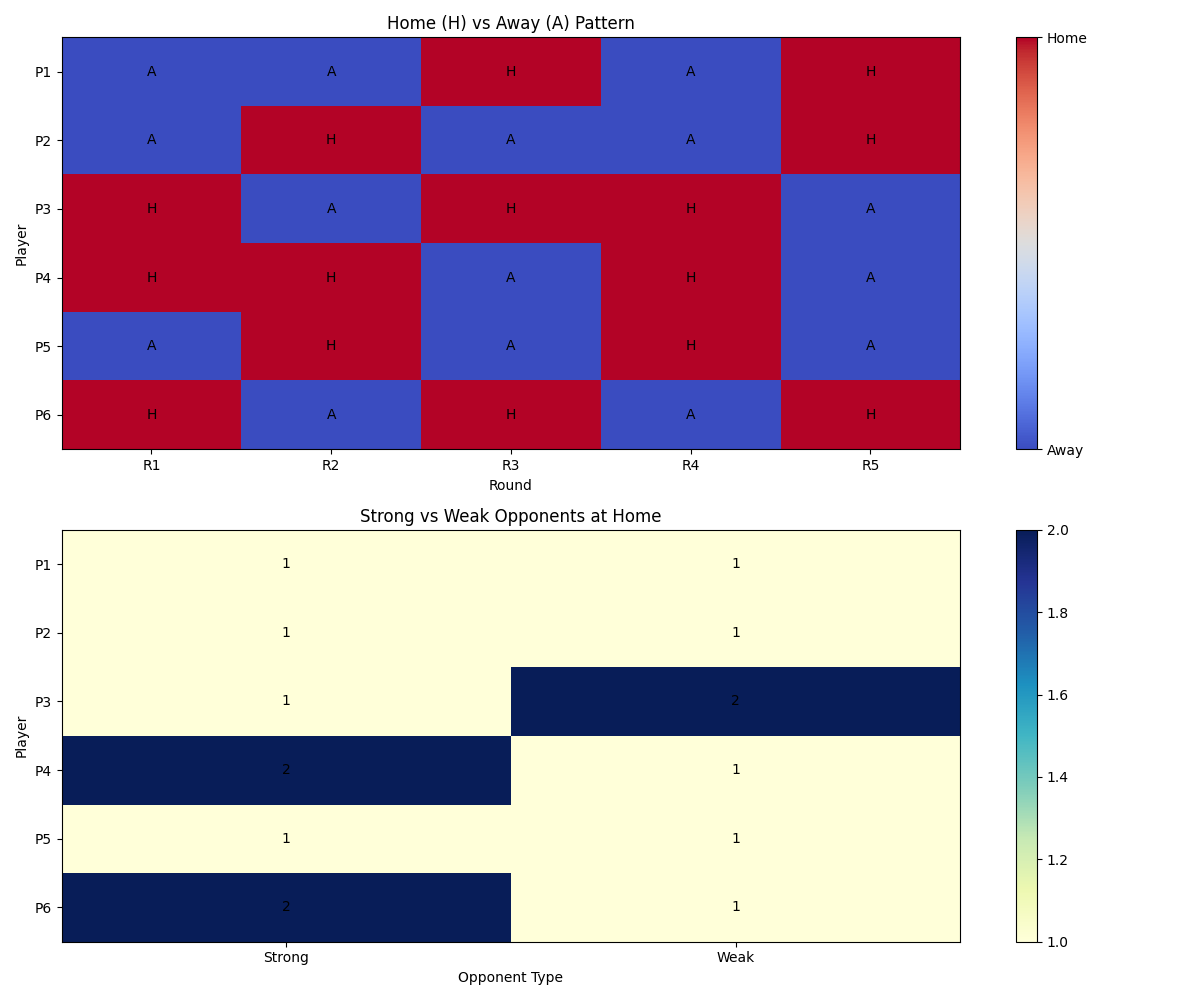 Home (H) vs Away (A) Pattern
Home
P1 A A H A H
P2 A H A A H
P3 H A H H A
Player
P4 H H A H A
P5 A H A H A
P6 H A H A H
Away
R1 R2 R3 R4 R5
Round
Strong vs Weak Opponents at Home
2.0
P1 1 1
1.8
P2 1 1
1.6
P3 1 2
Player
P4 2 1
1.4
P5 1 1
1.2
P6 2 1
1.0
Strong Weak
Opponent Type